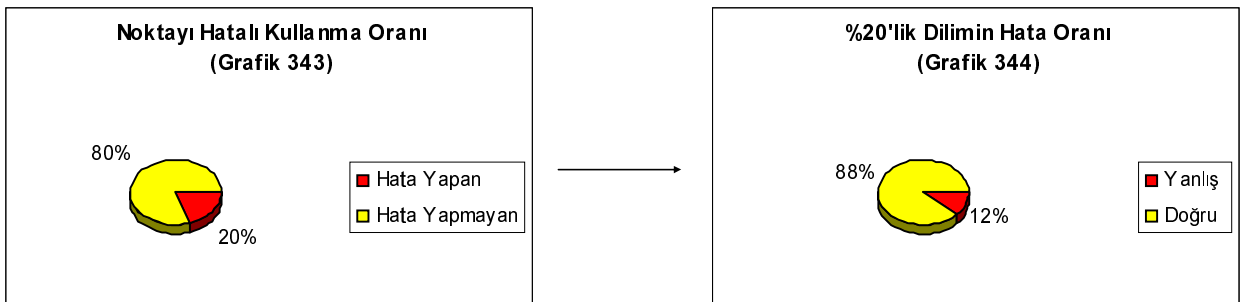 Noktayı Hatalı Kullanma Oranı
(Grafik 343)
80%
20%
Hata Yapan
Hata Yapmayan
%20'lik Dilimin Hata Oranı
(Grafik 344)
88%
12%
Yanlış
Doğru